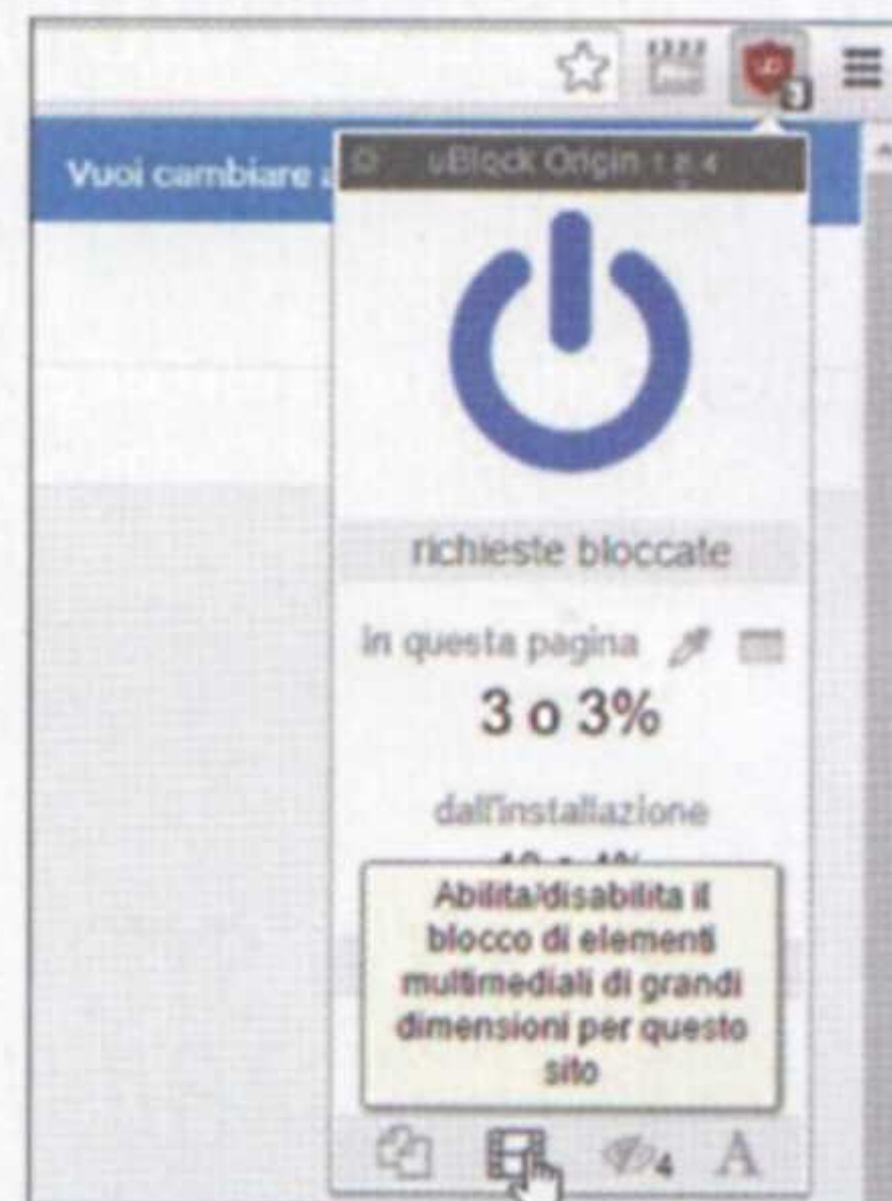 Vuoi cambiare
uBlock Origin 1.6.4
richieste bloccate
in questa pagina
3 o 3%
dall'installazione
Abilita/disabilita il
blocco di elementi
multimediali di grandi
dimensioni per questo
sito
4 A